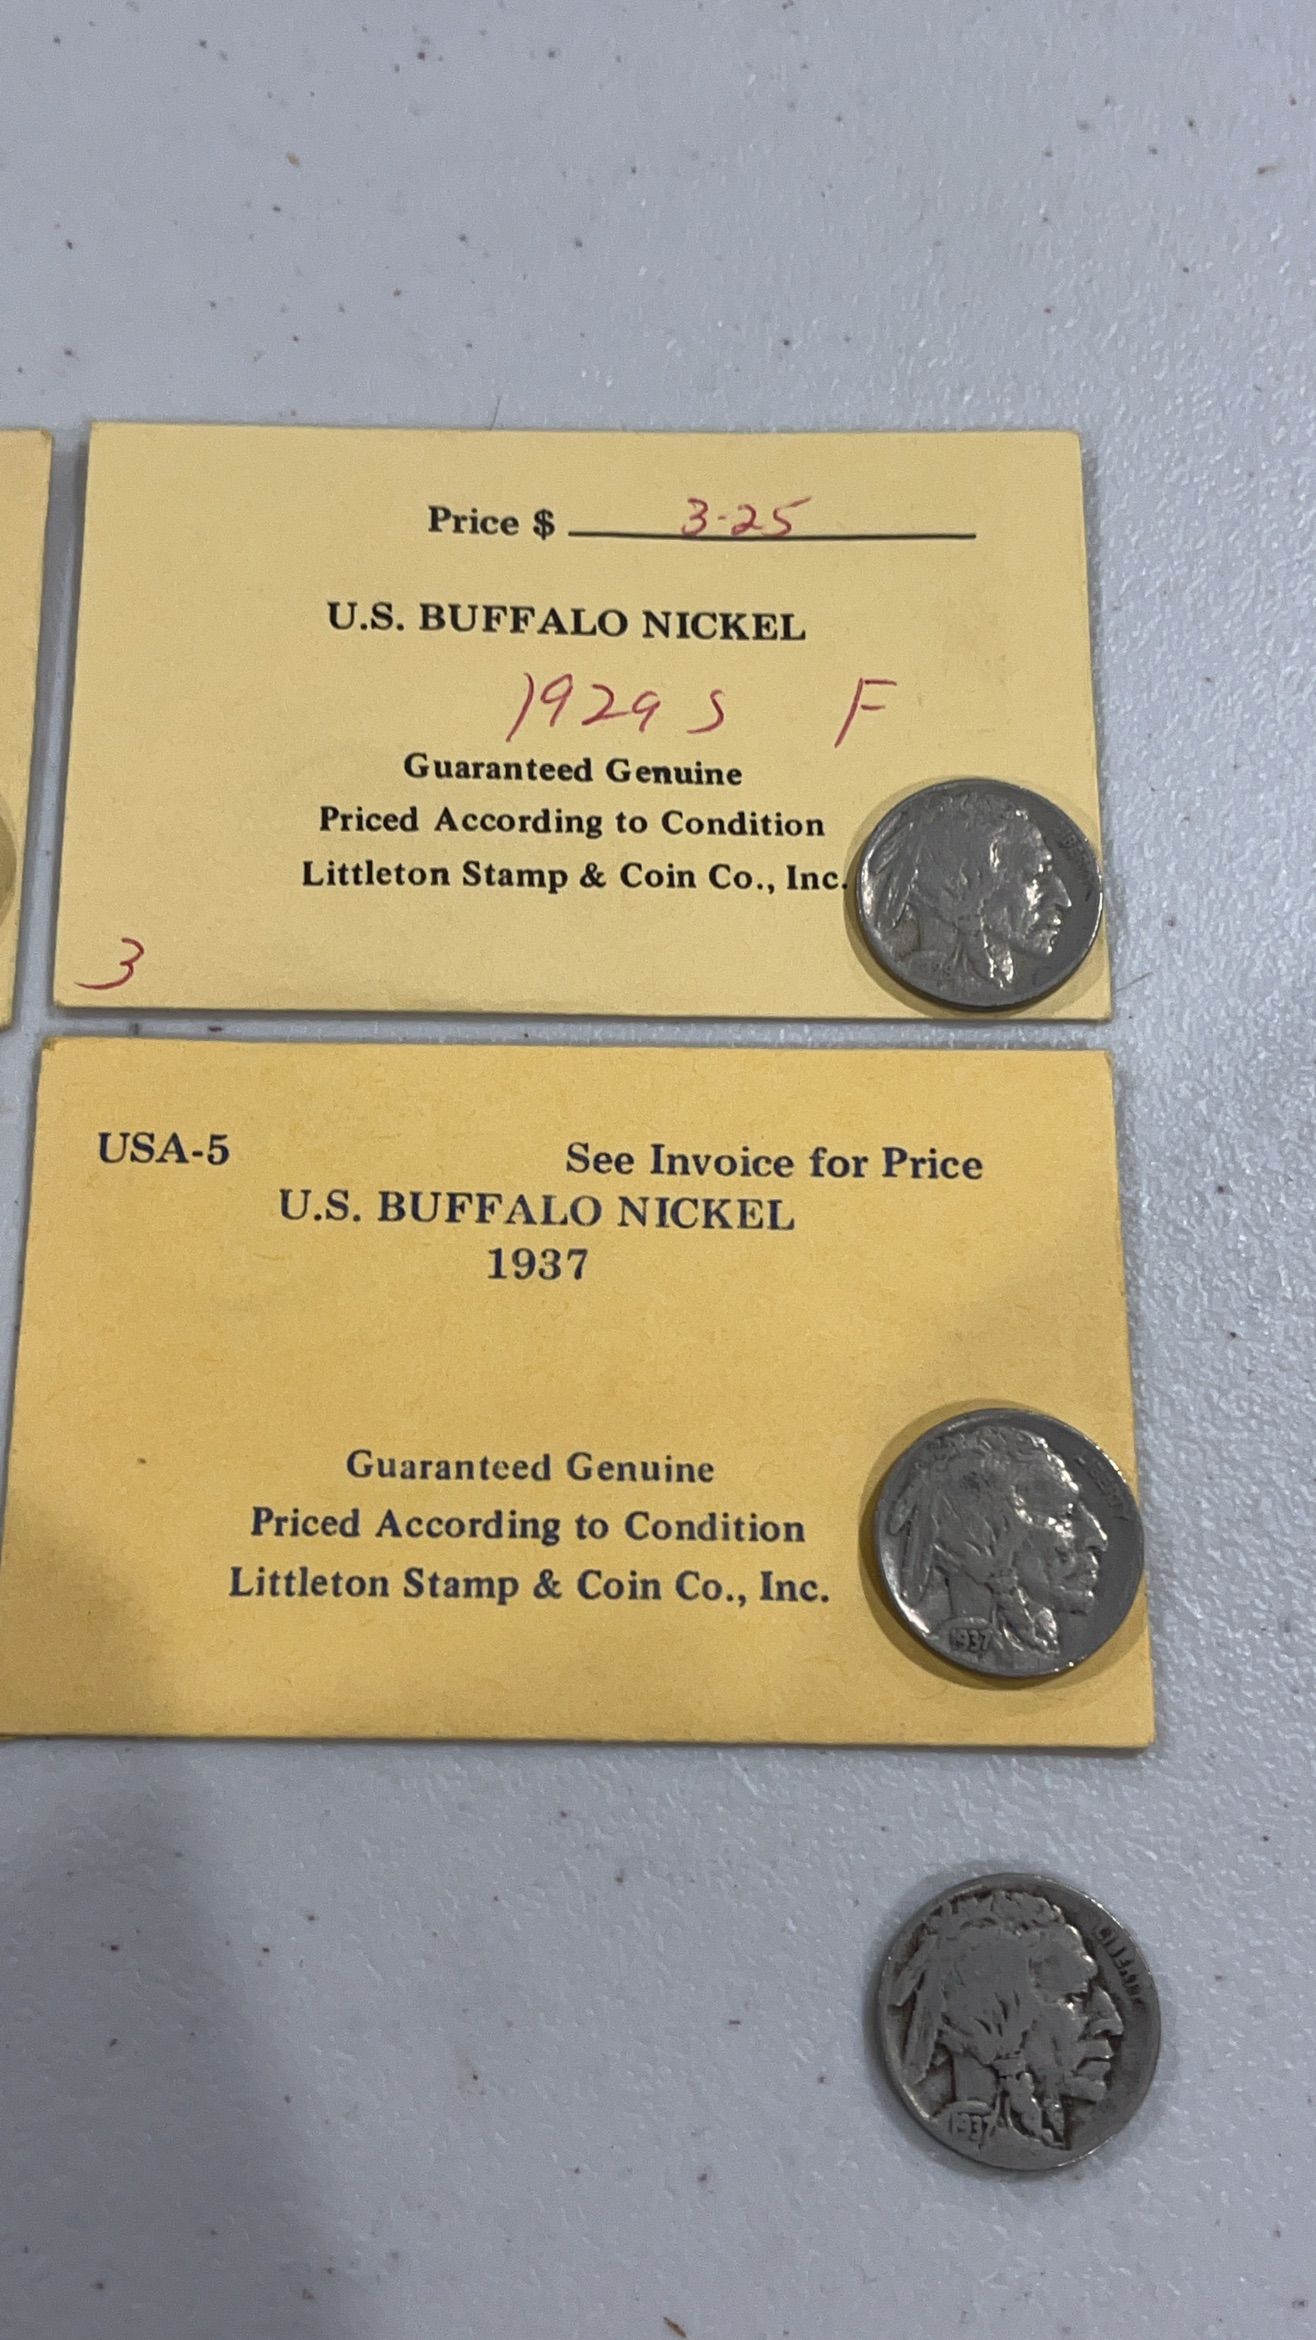 Price $ 3-25
U.S. BUFFALO NICKEL
1929 S F
Guaranteed Genuine
Priced According to Condition
Littleton Stamp & Coin Co., Inc.
3
USA-5 See Invoice for Price
U.S. BUFFALO NICKEL
1937
Guaranteed Genuine
Priced According to Condition
Littleton Stamp & Coin Co., Inc.
1937
1937